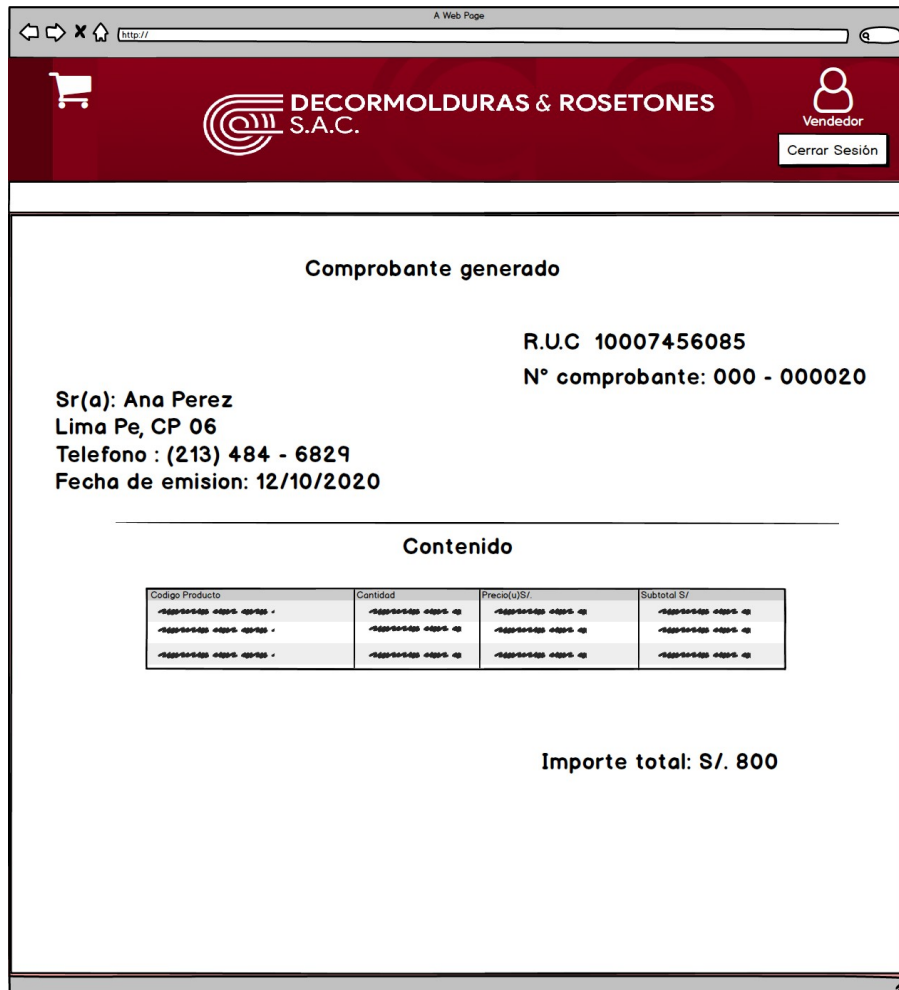 A Web Page
http://
DECORMOLDURAS & ROSETONES
S.A.C.
Vendedor
Cerrar Sesión
Comprobante generado
R.U.C 10007456085
N° comprobante: 000 - 000020
Sr(a): Ana Perez
Lima Pe, CP 06
Telefono : (213) 484 - 6829
Fecha de emision: 12/10/2020
Contenido
Codigo Producto Cantidad Precio(u)S/. Subtotal S/
Importe total: S/. 800